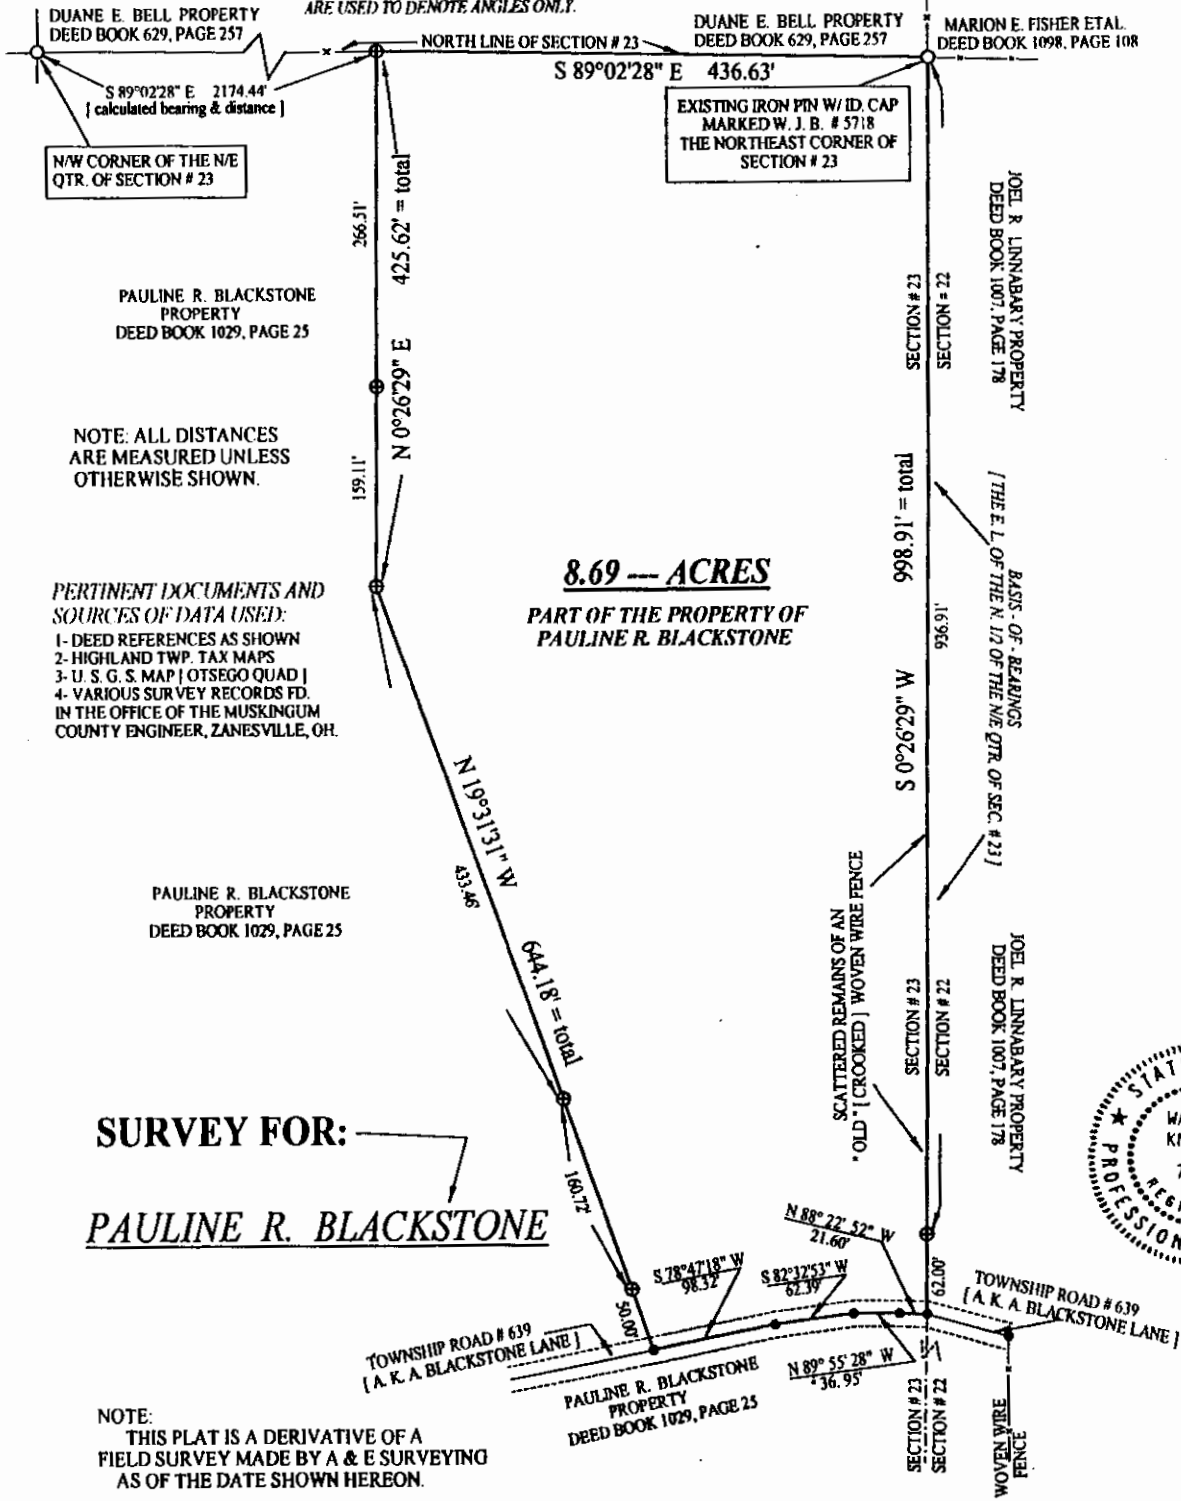 ARE USED TO DENOTE ANGLES ONLY.
DUANE E. BELL PROPERTY
DEED BOOK 629, PAGE 257
NORTH LINE OF SECTION # 23
DUANE E. BELL PROPERTY
DEED BOOK 629, PAGE 257
MARION E. FISHER ETAL.
DEED BOOK 1098, PAGE 108
S 89°02'28" E 436.63'
S 89°02'28" E 2174.44'
[ calculated bearing & distance ]
EXISTING IRON PIN W/ ID. CAP
MARKED W. J. B. # 5718
THE NORTHEAST CORNER OF
SECTION # 23
N/W CORNER OF THE N/E
QTR. OF SECTION # 23
266.51'
425.62' = total
N 0°26'29" E
159.11'
JOEL R. LINNABARY PROPERTY
DEED BOOK 1007, PAGE 178
SECTION # 23
SECTION # 22
PAULINE R. BLACKSTONE
PROPERTY
DEED BOOK 1029, PAGE 25
NOTE: ALL DISTANCES
ARE MEASURED UNLESS
OTHERWISE SHOWN.
998.91' = total
936.91'
S 0°26'29" W
BASIS - OF - BEARINGS
[ THE E. L. OF THE N. 1/2 OF THE N/E QTR. OF SEC. # 23 ]
8.69 --- ACRES
PART OF THE PROPERTY OF
PAULINE R. BLACKSTONE
PERTINENT DOCUMENTS AND
SOURCES OF DATA USED:
1- DEED REFERENCES AS SHOWN
2- HIGHLAND TWP. TAX MAPS
3- U. S. G. S. MAP [ OTSEGO QUAD ]
4- VARIOUS SURVEY RECORDS FD.
IN THE OFFICE OF THE MUSKINGUM
COUNTY ENGINEER, ZANESVILLE, OH.
N 19°31'31" W
433.46'
644.18' = total
PAULINE R. BLACKSTONE
PROPERTY
DEED BOOK 1029, PAGE 25
SCATTERED REMAINS OF AN
"OLD" [ CROOKED ] WOVEN WIRE FENCE
SECTION # 23
SECTION # 22
JOEL R. LINNABARY PROPERTY
DEED BOOK 1007, PAGE 178
SURVEY FOR:
PAULINE R. BLACKSTONE
160.72'
50.00'
S 78°47'18" W
98.32'
S 82°32'53" W
62.39'
N 88° 22' 52" W
21.60'
62.00'
N 89° 55' 28" W
36.95'
TOWNSHIP ROAD # 639
[ A. K. A. BLACKSTONE LANE ]
TOWNSHIP ROAD # 639
[ A. K. A. BLACKSTONE LANE ]
PAULINE R. BLACKSTONE
PROPERTY
DEED BOOK 1029, PAGE 25
SECTION # 23
SECTION # 22
WOVEN WIRE
FENCE
NOTE:
THIS PLAT IS A DERIVATIVE OF A
FIELD SURVEY MADE BY A & E SURVEYING
AS OF THE DATE SHOWN HEREON.